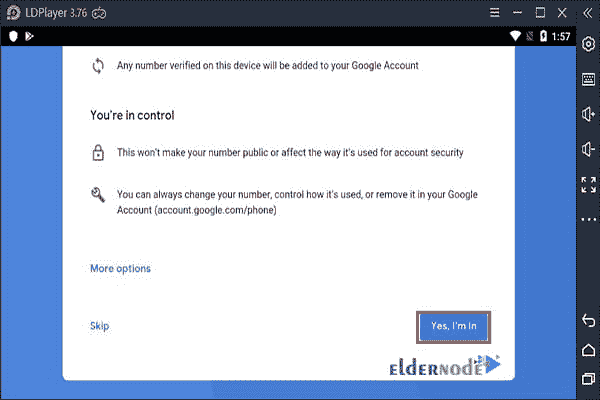 LDPlayer 3.76
1:57
Any number verified on this device will be added to your Google Account
You're in control
This won't make your number public or affect the way it's used for account security
You can always change your number, control how it's used, or remove it in your Google
Account (account.google.com/phone)
More options
Skip
Yes, I'm in
eldernode